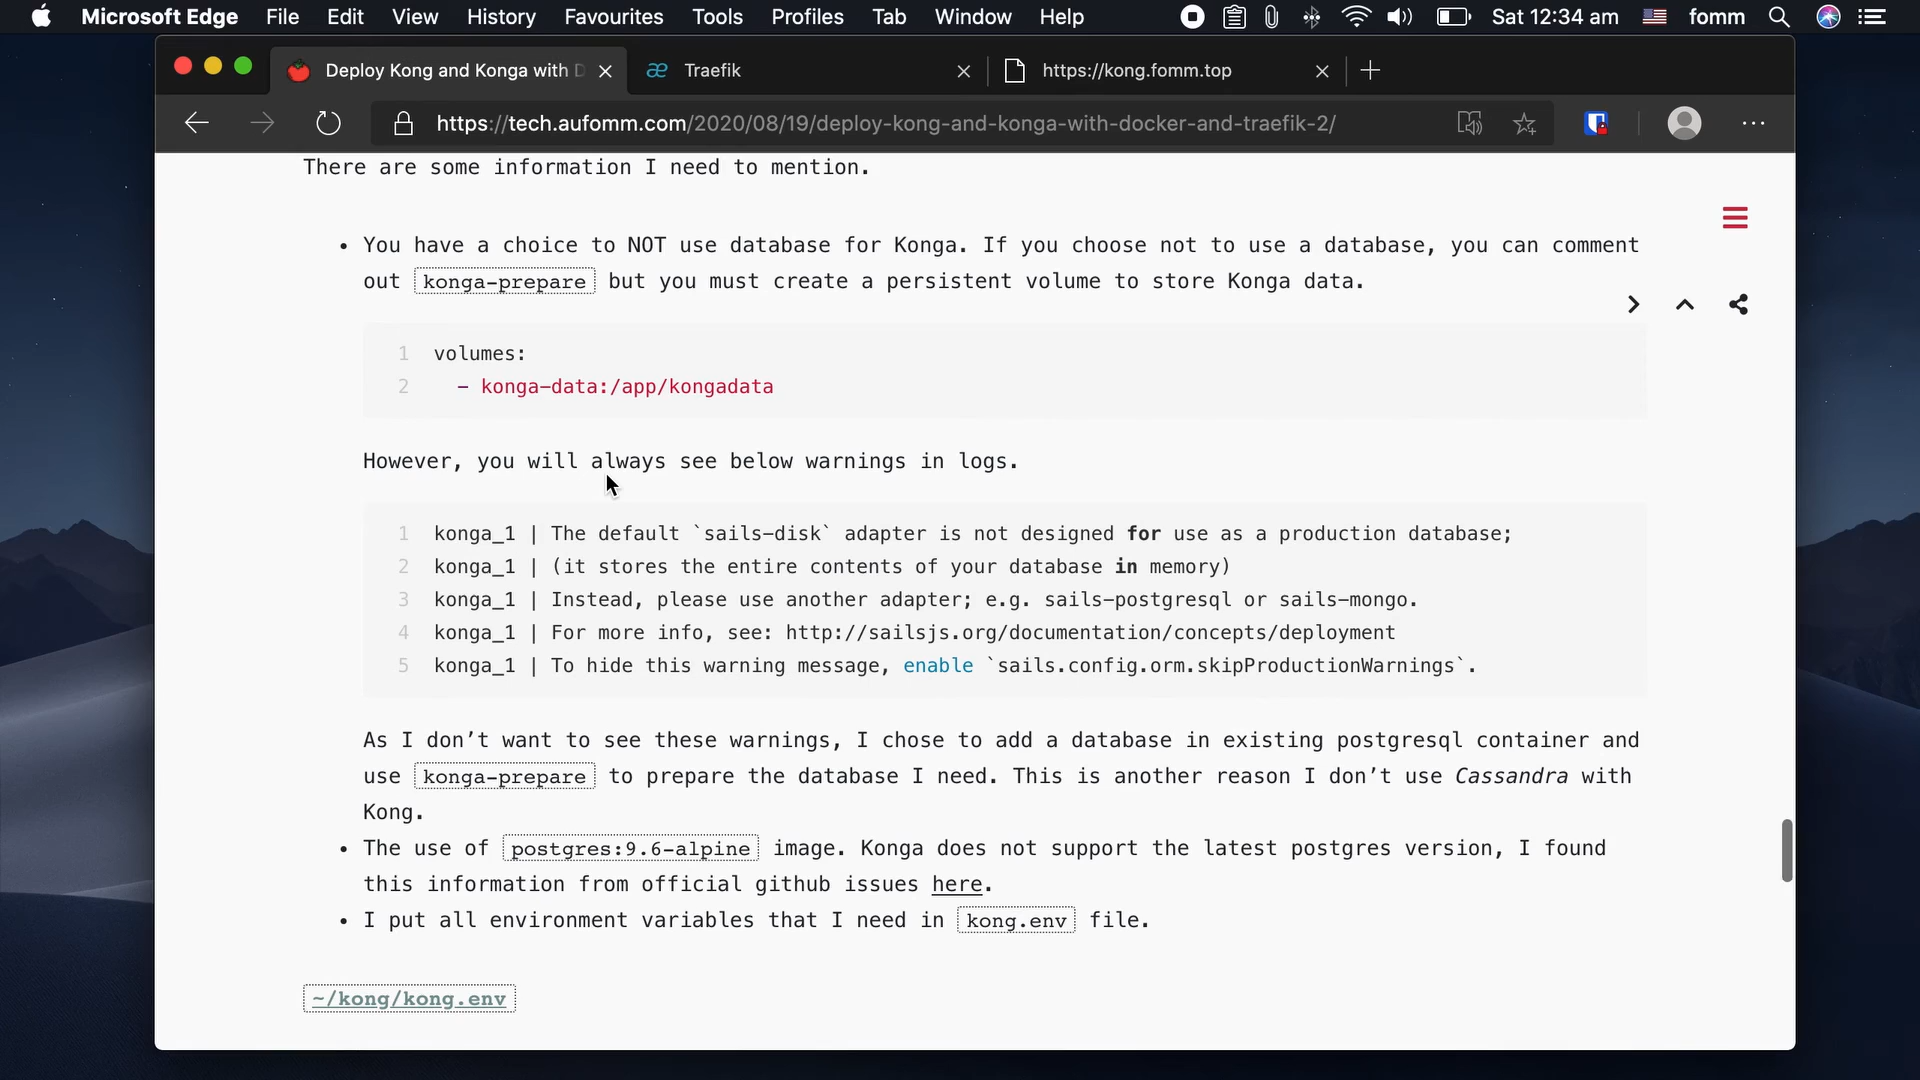 Microsoft Edge File Edit View History Favourites Tools Profiles Tab Window Help Sat 12:34 am fomm
Deploy Kong and Konga with D Traefik https://kong.fomm.top
https://tech.aufomm.com/2020/08/19/deploy-kong-and-konga-with-docker-and-traefik-2/
There are some information I need to mention.
• You have a choice to NOT use database for Konga. If you choose not to use a database, you can comment
out konga-prepare but you must create a persistent volume to store Konga data.
1 volumes:
2 - konga-data:/app/kongadata
However, you will always see below warnings in logs.
1 konga_1 | The default `sails-disk` adapter is not designed for use as a production database;
2 konga_1 | (it stores the entire contents of your database in memory)
3 konga_1 | Instead, please use another adapter; e.g. sails-postgresql or sails-mongo.
4 konga_1 | For more info, see: http://sailsjs.org/documentation/concepts/deployment
5 konga_1 | To hide this warning message, enable `sails.config.orm.skipProductionWarnings`.
As I don’t want to see these warnings, I chose to add a database in existing postgresql container and
use konga-prepare to prepare the database I need. This is another reason I don’t use Cassandra with
Kong.
• The use of postgres:9.6-alpine image. Konga does not support the latest postgres version, I found
this information from official github issues here.
• I put all environment variables that I need in kong.env file.
~/kong/kong.env